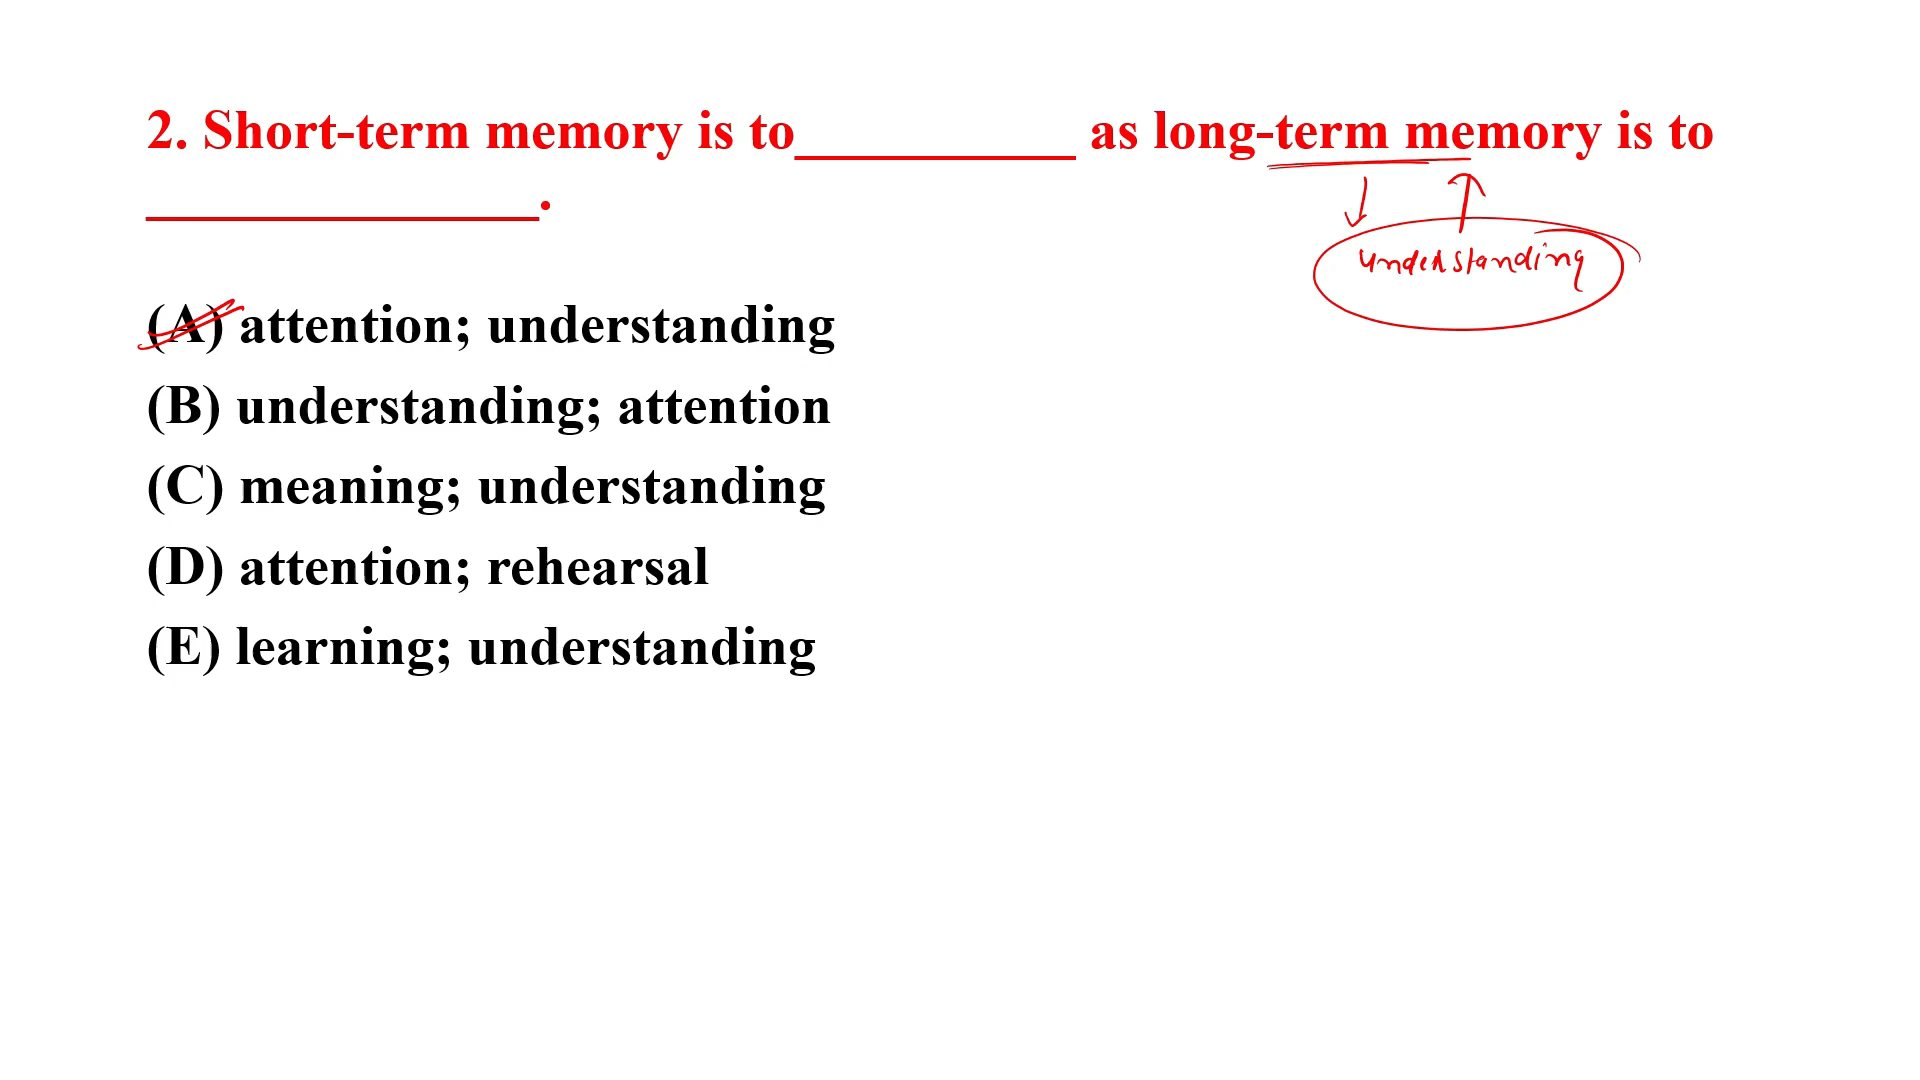 2. Short-term memory is to__________ as long-term memory is to
______________.
understanding
(A) attention; understanding
(B) understanding; attention
(C) meaning; understanding
(D) attention; rehearsal
(E) learning; understanding